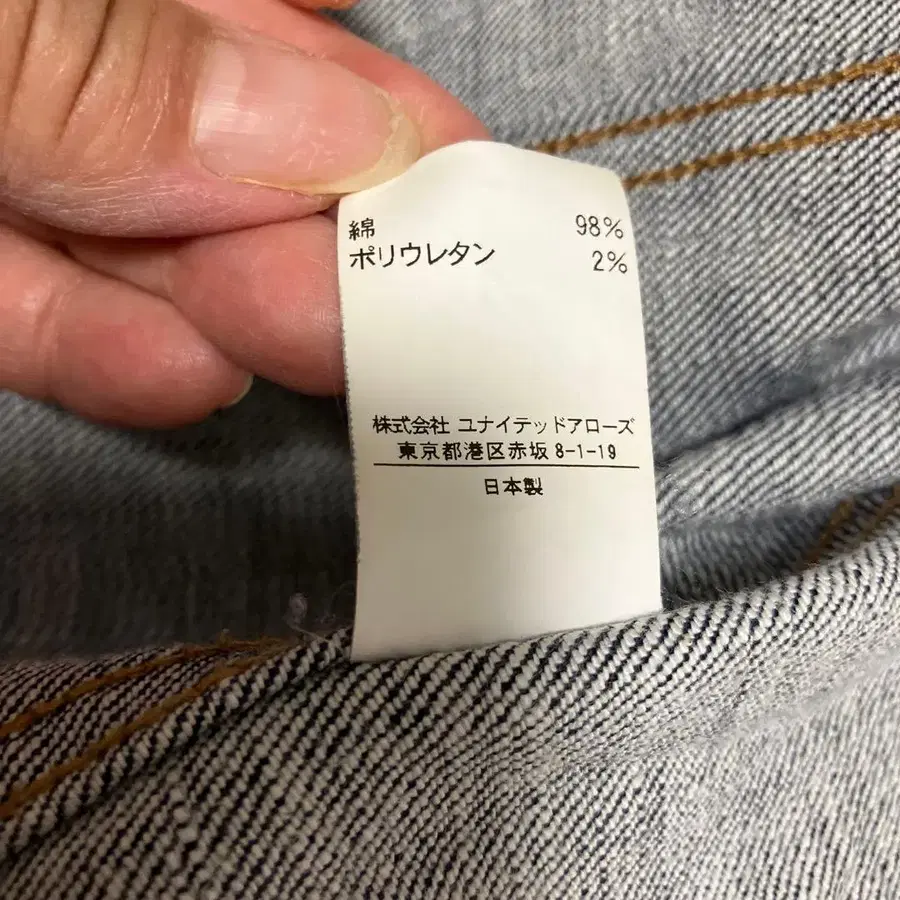 綿 98%
ポリウレタン 2%
株式会社 ユナイテッドアローズ
東京都港区赤坂 8-1-19
日本製